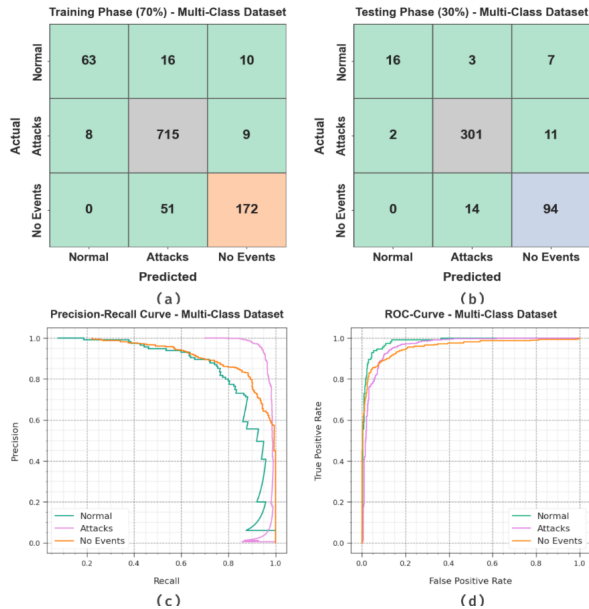 Training Phase (70%) - Multi-Class Dataset
Actual
Normal
63 16 10
Attacks
8 715 9
No Events
0 51 172
Normal Attacks No Events
Predicted
(a)
Testing Phase (30%) - Multi-Class Dataset
Actual
Normal
16 3 7
Attacks
2 301 11
No Events
0 14 94
Normal Attacks No Events
Predicted
(b)
Precision-Recall Curve - Multi-Class Dataset
Precision
1.0
0.8
0.6
0.4
0.2
0.0
Normal
Attacks
No Events
0.2 0.4 0.6 0.8 1.0
Recall
(c)
ROC-Curve - Multi-Class Dataset
True Positive Rate
1.0
0.8
0.6
0.4
0.2
0.0
Normal
Attacks
No Events
0.0 0.2 0.4 0.6 0.8 1.0
False Positive Rate
(d)